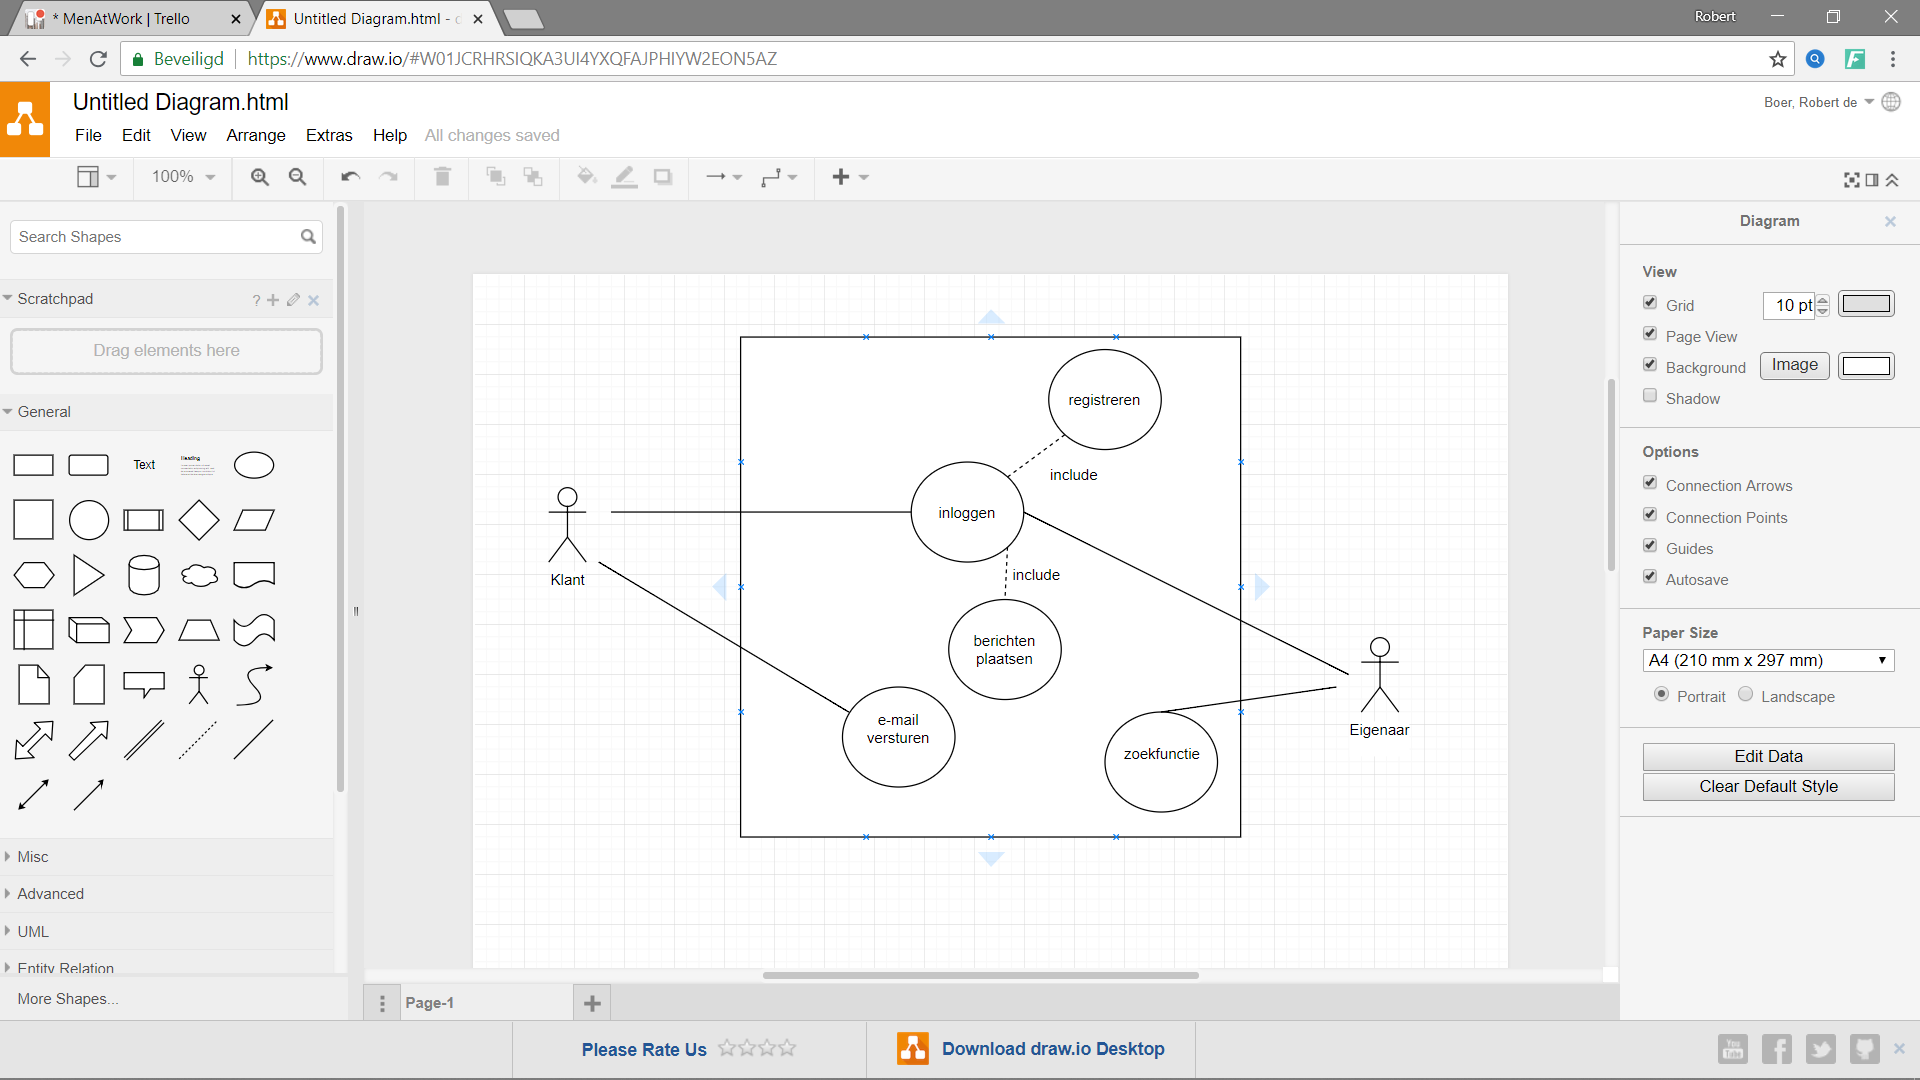 * MenAtWork | Trello
Untitled Diagram.html - 
Robert
Beveiligd
https://www.draw.io/#W01JCRHRSIQKA3UI4YXQFAJPHIYW2EON5AZ
Untitled Diagram.html
Boer, Robert de
File Edit View Arrange Extras Help All changes saved
100%
Search Shapes
Scratchpad
?
Drag elements here
General
Text
Heading
Misc
Advanced
UML
Entity Relation
More Shapes...
registreren
include
inloggen
Klant
include
berichten
plaatsen
e-mail
versturen
zoekfunctie
Eigenaar
Page-1
Diagram
View
Grid
10 pt
Page View
Background
Image
Shadow
Options
Connection Arrows
Connection Points
Guides
Autosave
Paper Size
A4 (210 mm x 297 mm)
Portrait
Landscape
Edit Data
Clear Default Style
Please Rate Us
Download draw.io Desktop
You
Tube